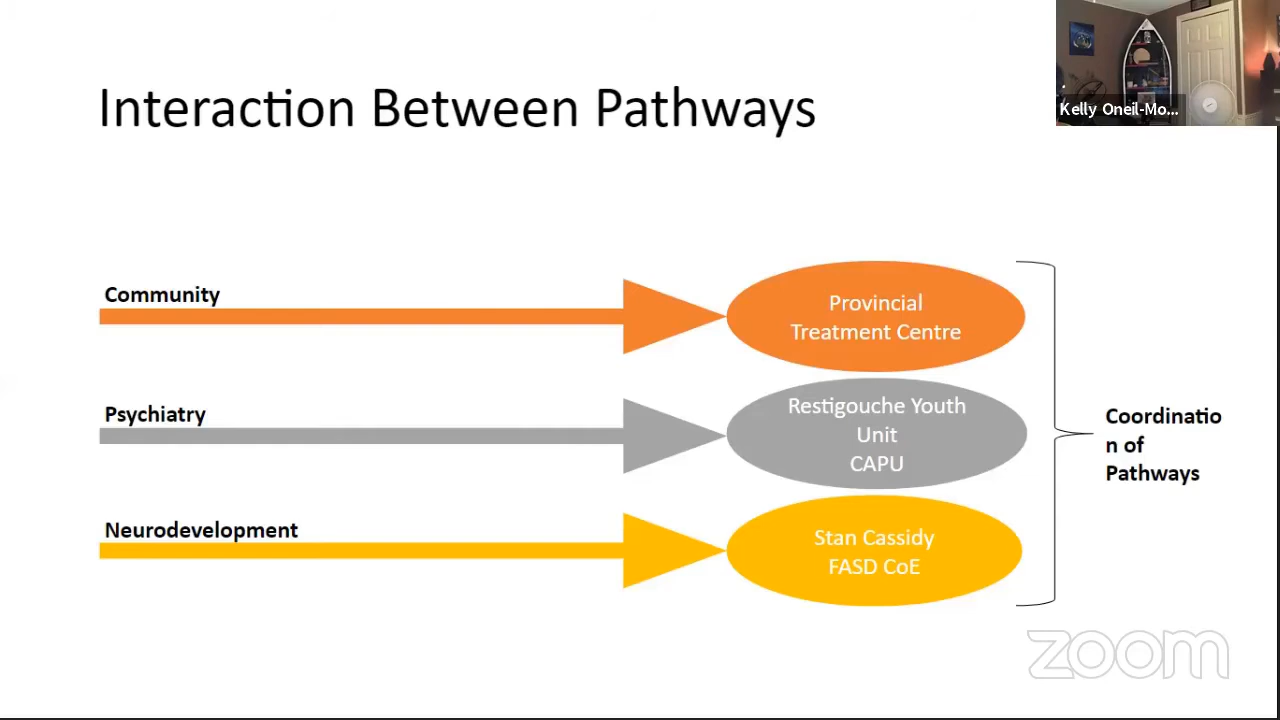 Interaction Between Pathways
Kelly Oneil-Mo...
Community
Provincial
Treatment Centre
Psychiatry
Restigouche Youth
Unit
CAPU
Neurodevelopment
Stan Cassidy
FASD CoE
Coordinatio
n of
Pathways
zoom